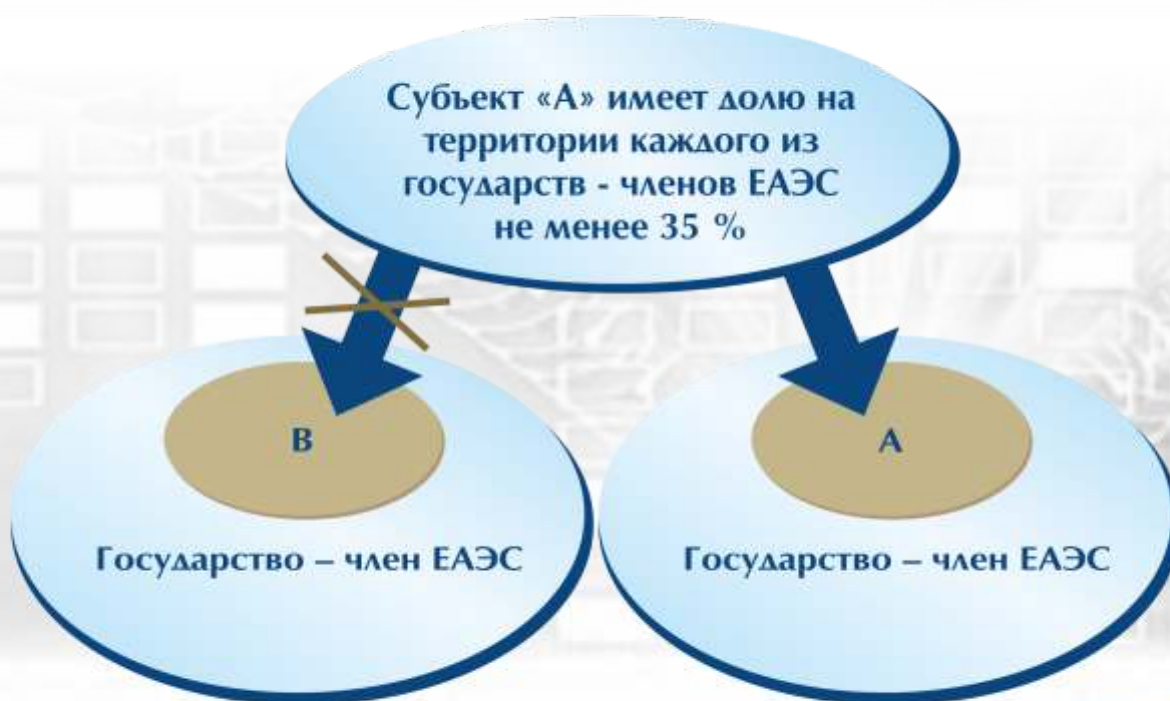 Субъект «А» имеет долю на
территории каждого из
государств - членов ЕАЭС
не менее 35 %
В
А
Государство – член ЕАЭС
Государство – член ЕАЭС